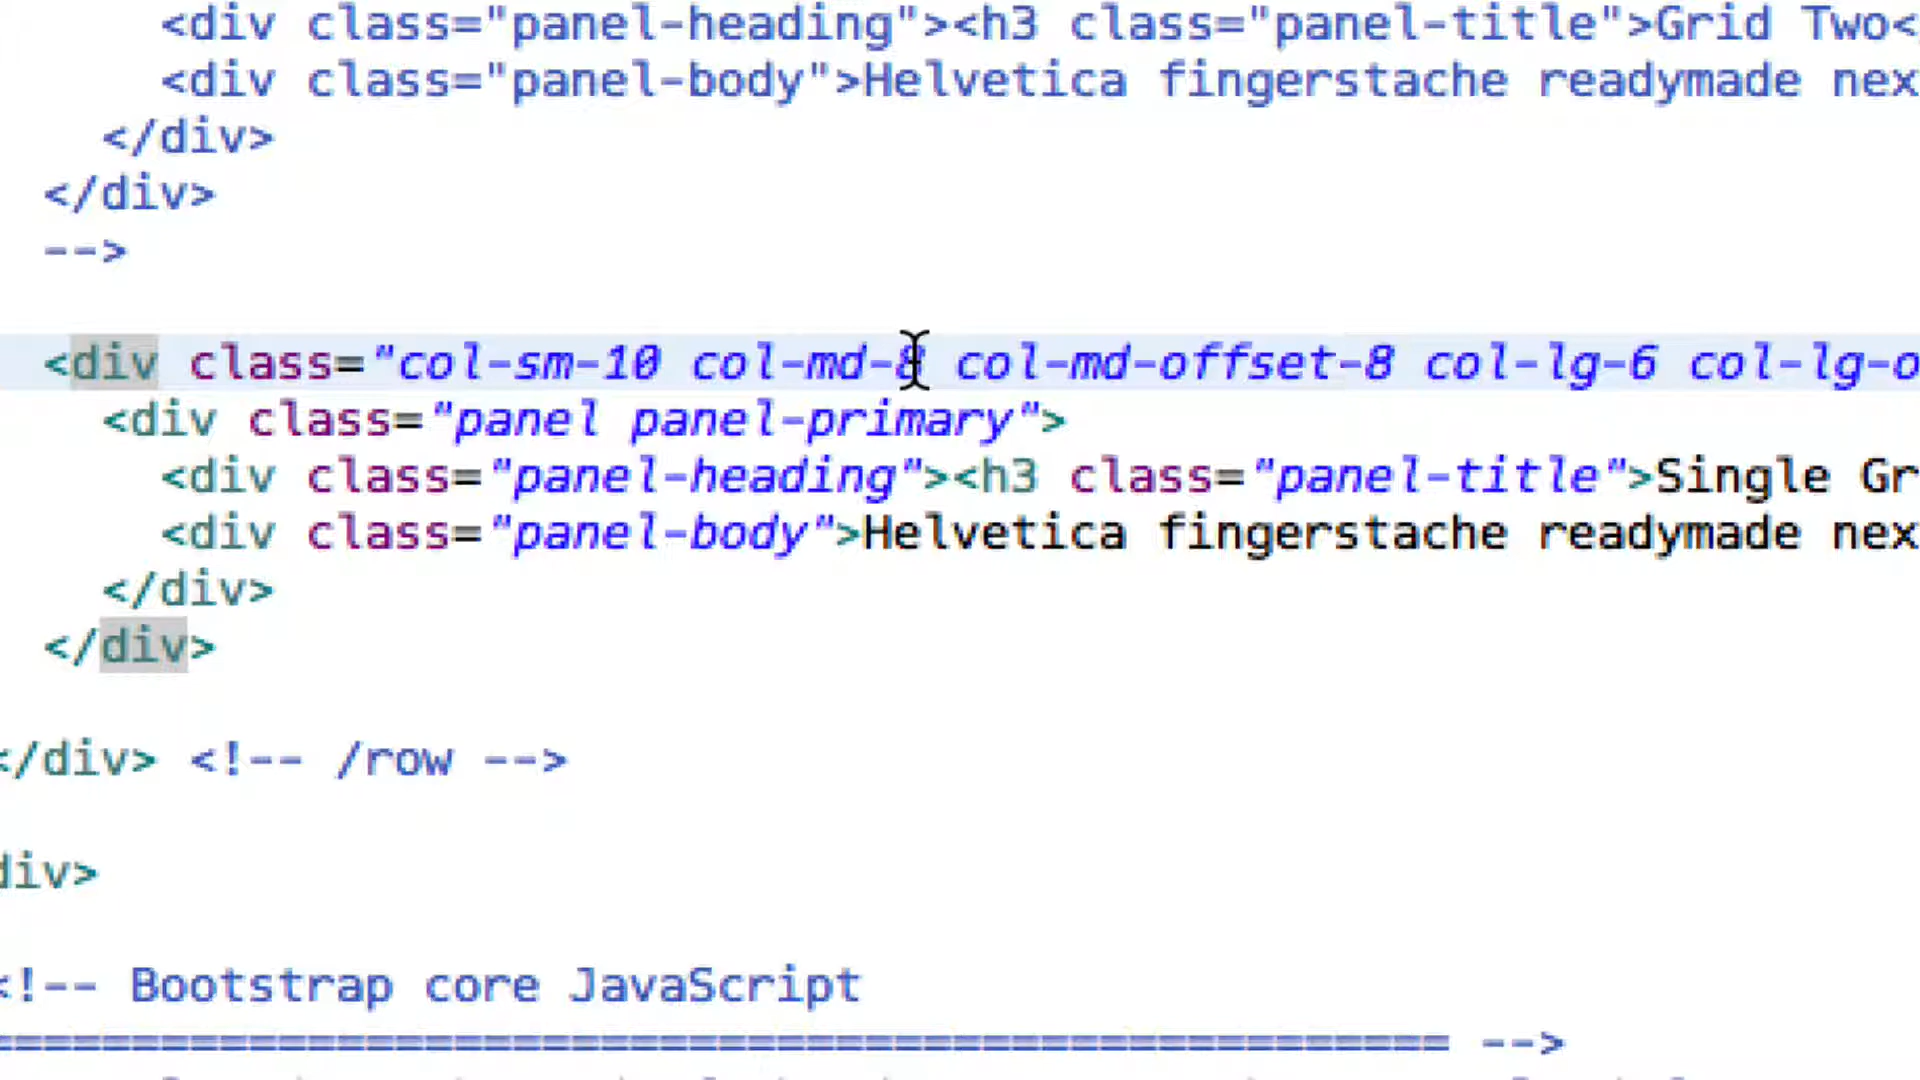 <div class="panel-heading"><h3 class="panel-title">Grid Two<
<div class="panel-body">Helvetica fingerstache readymade nex
</div>
</div>
-->
<div class="col-sm-10 col-md-8 col-md-offset-8 col-lg-6 col-lg-o
<div class="panel panel-primary">
<div class="panel-heading"><h3 class="panel-title">Single Gr
<div class="panel-body">Helvetica fingerstache readymade nex
</div>
</div>
</div> <!-- /row -->
div>
<!-- Bootstrap core JavaScript
================================================== -->